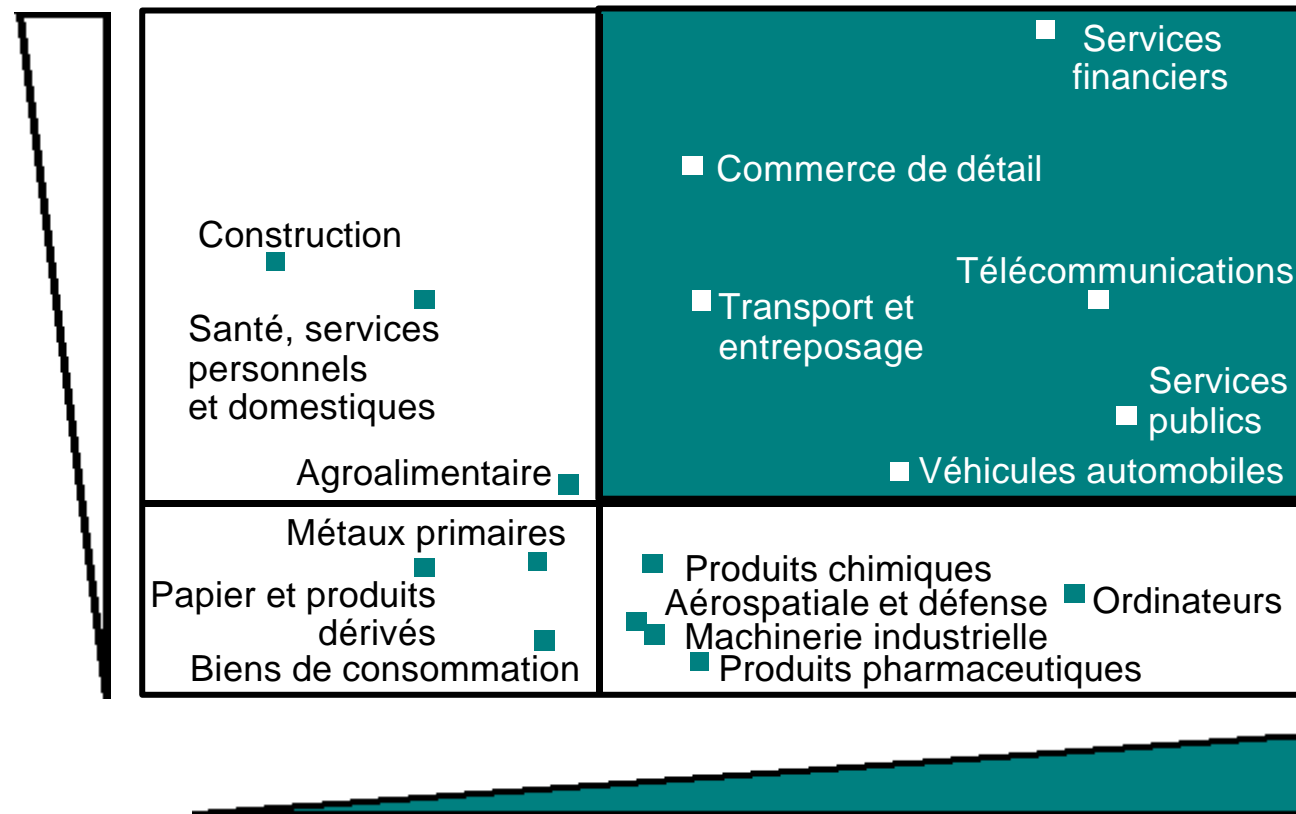 Services
financiers
Commerce de détail
Construction
Télécommunications
Santé, services
personnels
et domestiques
Transport et
entreposage
Services
publics
Agroalimentaire
Véhicules automobiles
Métaux primaires
Papier et produits
dérivés
Biens de consommation
Produits chimiques
Aérospatiale et défense
Ordinateurs
Machinerie industrielle
Produits pharmaceutiques